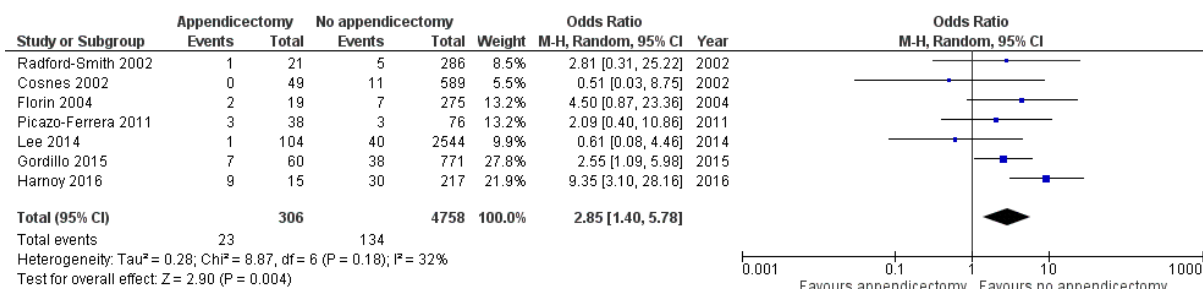 Appendicectomy No appendicectomy Odds Ratio Odds Ratio
Study or Subgroup Events Total Events Total Weight M-H, Random, 95% CI Year M-H, Random, 95% CI
Radford-Smith 2002 1 21 5 286 8.5% 2.81 [0.31, 25.22] 2002
Cosnes 2002 0 49 11 589 5.5% 0.51 [0.03, 8.75] 2002
Florin 2004 2 19 7 275 13.2% 4.50 [0.87, 23.36] 2004
Picazo-Ferrera 2011 3 38 3 76 13.2% 2.09 [0.40, 10.86] 2011
Lee 2014 1 104 40 2544 9.9% 0.61 [0.08, 4.46] 2014
Gordillo 2015 7 60 38 771 27.8% 2.55 [1.09, 5.98] 2015
Harnoy 2016 9 15 30 217 21.9% 9.35 [3.10, 28.16] 2016
Total (95% CI) 306 4758 100.0% 2.85 [1.40, 5.78]
Total events 23 134
Heterogeneity: Tau² = 0.28; Chi² = 8.87, df = 6 (P = 0.18); I² = 32%
Test for overall effect: Z = 2.90 (P = 0.004)
0.001 0.1 1 10 1000
Favours appendicectomy Favours no appendicectomy